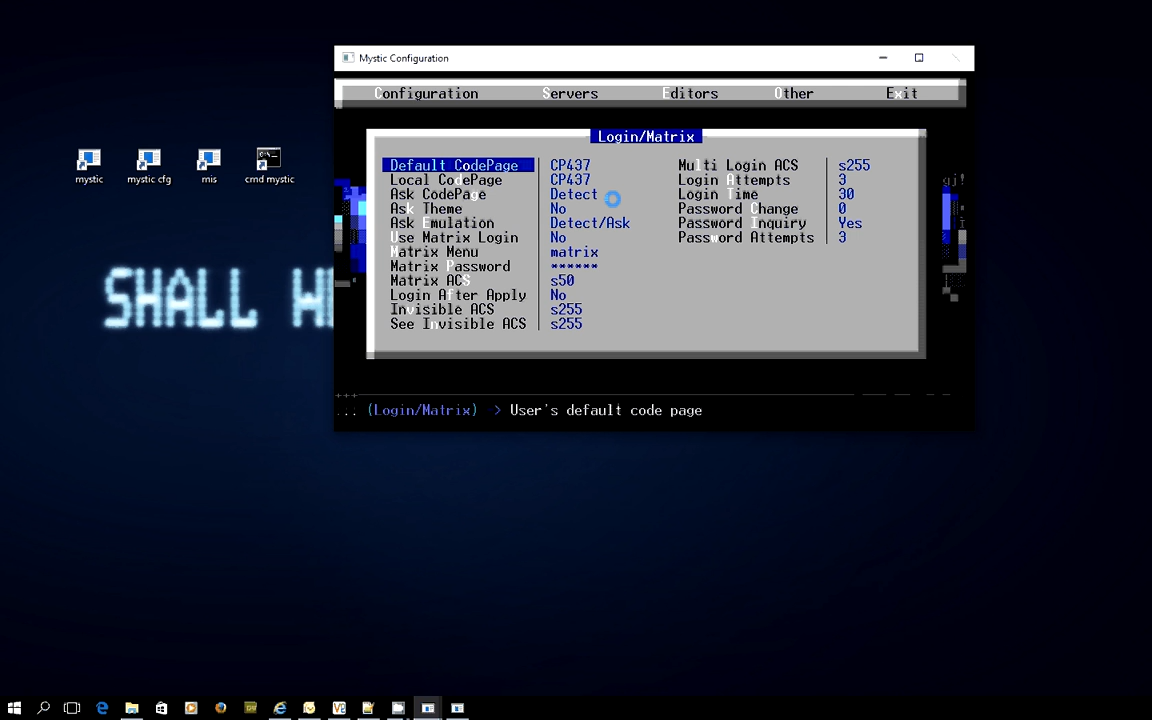 Mystic Configuration
Configuration Servers Editors Other Exit
Login/Matrix
Default CodePage CP437 Multi Login ACS s255
Local CodePage CP437 Login Attempts 3
Ask CodePage Detect Login Time 30
Ask Theme No Password Change 0
Ask Emulation Detect/Ask Password Inquiry Yes
Use Matrix Login No Password Attempts 3
Matrix Menu matrix
Matrix Password ******
Matrix ACS s50
Login After Apply No
Invisible ACS s255
See Invisible ACS s255
... (Login/Matrix) > User's default code page
mystic
mystic cfg
mis
cmd mystic
SHALL